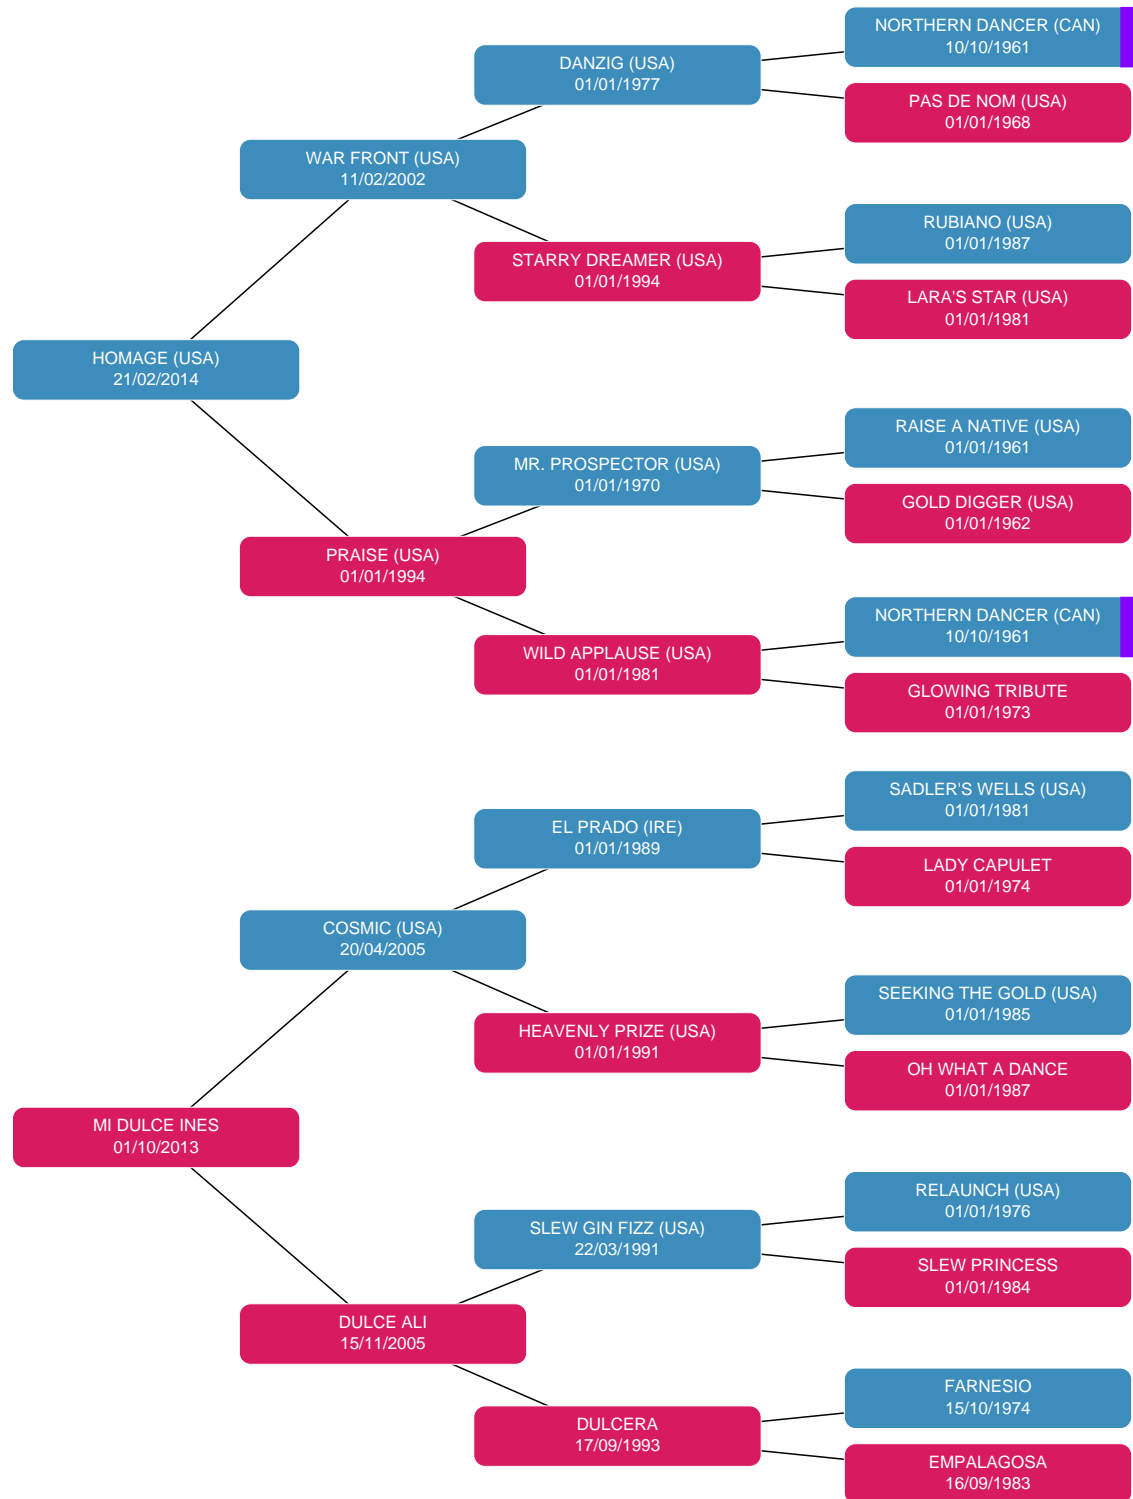 NORTHERN DANCER (CAN)
10/10/1961
DANZIG (USA)
01/01/1977
PAS DE NOM (USA)
01/01/1968
WAR FRONT (USA)
11/02/2002
RUBIANO (USA)
01/01/1987
STARRY DREAMER (USA)
01/01/1994
LARA'S STAR (USA)
01/01/1981
HOMAGE (USA)
21/02/2014
RAISE A NATIVE (USA)
01/01/1961
MR. PROSPECTOR (USA)
01/01/1970
GOLD DIGGER (USA)
01/01/1962
PRAISE (USA)
01/01/1994
NORTHERN DANCER (CAN)
10/10/1961
WILD APPLAUSE (USA)
01/01/1981
GLOWING TRIBUTE
01/01/1973
SADLER'S WELLS (USA)
01/01/1981
EL PRADO (IRE)
01/01/1989
LADY CAPULET
01/01/1974
COSMIC (USA)
20/04/2005
SEEKING THE GOLD (USA)
01/01/1985
HEAVENLY PRIZE (USA)
01/01/1991
OH WHAT A DANCE
01/01/1987
MI DULCE INES
01/10/2013
RELAUNCH (USA)
01/01/1976
SLEW GIN FIZZ (USA)
22/03/1991
SLEW PRINCESS
01/01/1984
DULCE ALI
15/11/2005
FARNESIO
15/10/1974
DULCERA
17/09/1993
EMPALAGOSA
16/09/1983